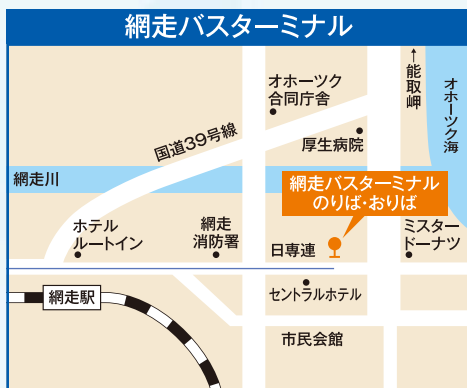 網走バスターミナル
オホーツク
合同庁舎
↑能取岬
オホーツク海
国道39号線
厚生病院
網走川
網走バスターミナル
のりば・おりば
ホテル
ルートイン
網走
消防署
日専連
ミスター
ドーナツ
セントラルホテル
網走駅
市民会館